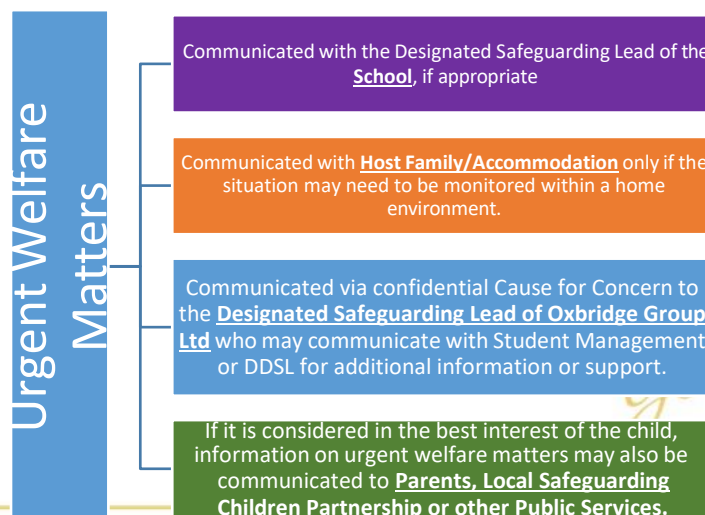 Urgent Welfare
Matters
Communicated with the Designated Safeguarding Lead of the
School, if appropriate
Communicated with Host Family/Accommodation only if the
situation may need to be monitored within a home
environment.
Communicated via confidential Cause for Concern to
the Designated Safeguarding Lead of Oxbridge Group
Ltd who may communicate with Student Management
or DDSL for additional information or support.
If it is considered in the best interest of the child,
information on urgent welfare matters may also be
communicated to Parents, Local Safeguarding
Children Partnership or other Public Services.